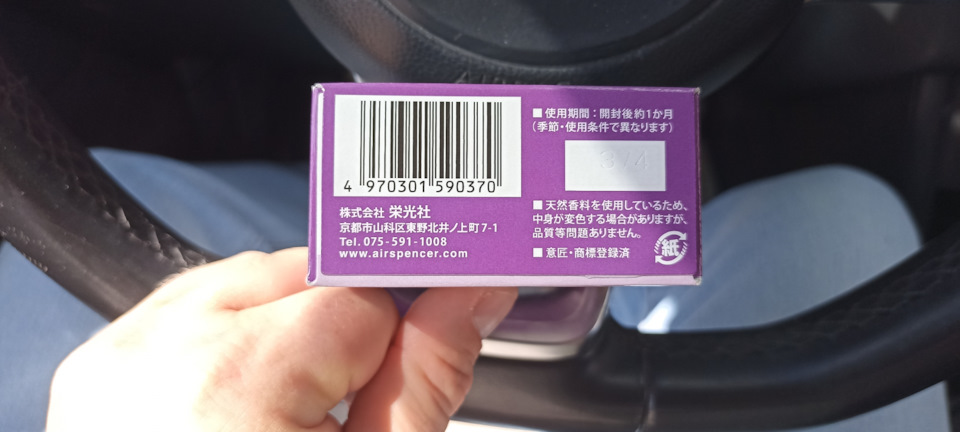 4 970301 590370
株式会社 栄光社
京都市山科区東野北井ノ上町7-1
Tel. 075-591-1008
www.airspencer.com
■ 使用期間：開封後約1か月
（季節・使用条件で異なります）
3/4
■ 天然香料を使用しているため、
中身が変色する場合がありますが、
品質等問題ありません。
■ 意匠・商標登録済
紙